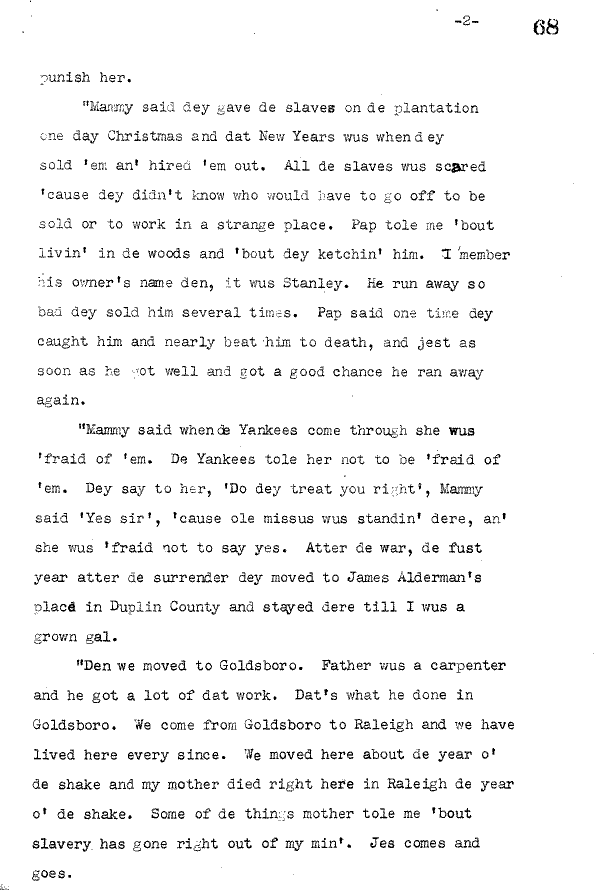 -2- 68
punish her.
"Mammy said dey gave de slaves on de plantation
one day Christmas and dat New Years wus when dey
sold 'em an' hired 'em out. All de slaves wus scared
'cause dey didn't know who would have to go off to be
sold or to work in a strange place. Pap tole me 'bout
livin' in de woods and 'bout dey ketchin' him. I 'member
his owner's name den, it wus Stanley. He run away so
bad dey sold him several times. Pap said one time dey
caught him and nearly beat him to death, and jest as
soon as he got well and got a good chance he ran away
again.
"Mammy said when de Yankees come through she wus
'fraid of 'em. De Yankees tole her not to be 'fraid of
'em. Dey say to her, 'Do dey treat you right', Mammy
said 'Yes sir', 'cause ole missus wus standin' dere, an'
she wus 'fraid not to say yes. Atter de war, de fust
year atter de surrender dey moved to James Alderman's
place in Duplin County and stayed dere till I wus a
grown gal.
"Den we moved to Goldsboro. Father wus a carpenter
and he got a lot of dat work. Dat's what he done in
Goldsboro. We come from Goldsboro to Raleigh and we have
lived here every since. We moved here about de year o'
de shake and my mother died right here in Raleigh de year
o' de shake. Some of de things mother tole me 'bout
slavery has gone right out of my min'. Jes comes and
goes.